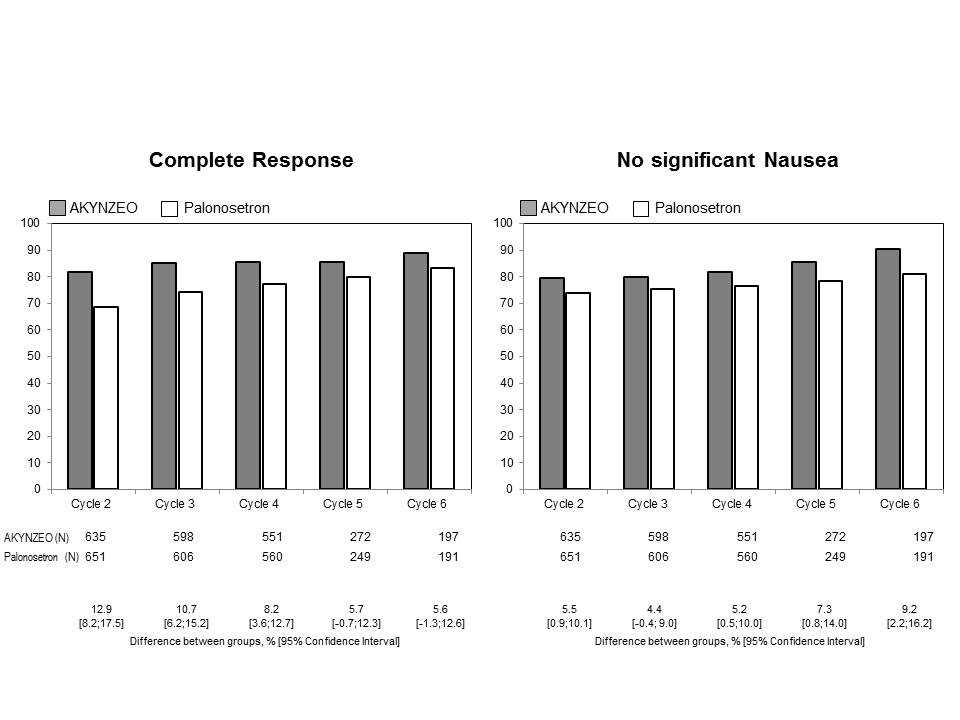 Complete Response
AKYNZEO Palonosetron
100
90
80
70
60
50
40
30
20
10
0
Cycle 2 Cycle 3 Cycle 4 Cycle 5 Cycle 6
AKYNZEO (N) 635 598 551 272 197
Palonosetron (N) 651 606 560 249 191
12.9 10.7 8.2 5.7 5.6
[8.2;17.5] [6.2;15.2] [3.6;12.7] [-0.7;12.3] [-1.3;12.6]
Difference between groups, % [95% Confidence Interval]
No significant Nausea
AKYNZEO Palonosetron
100
90
80
70
60
50
40
30
20
10
0
Cycle 2 Cycle 3 Cycle 4 Cycle 5 Cycle 6
635 598 551 272 197
651 606 560 249 191
5.5 4.4 5.2 7.3 9.2
[0.9;10.1] [-0.4; 9.0] [0.5;10.0] [0.8;14.0] [2.2;16.2]
Difference between groups, % [95% Confidence Interval]